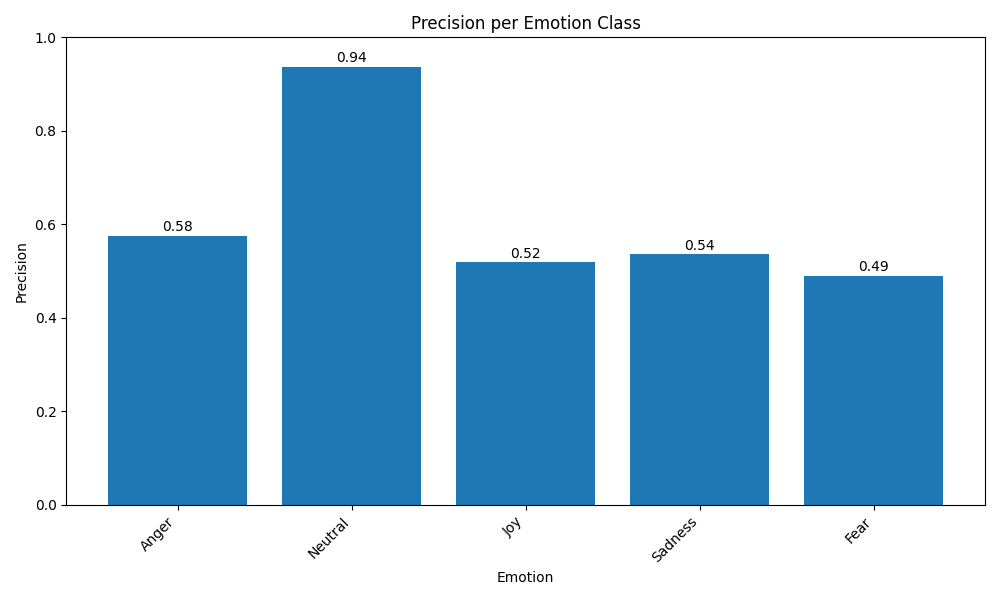 Precision per Emotion Class
Precision
1.0
0.8
0.6
0.4
0.2
0.0
0.58
0.94
0.52
0.54
0.49
Anger
Neutral
Joy
Sadness
Fear
Emotion